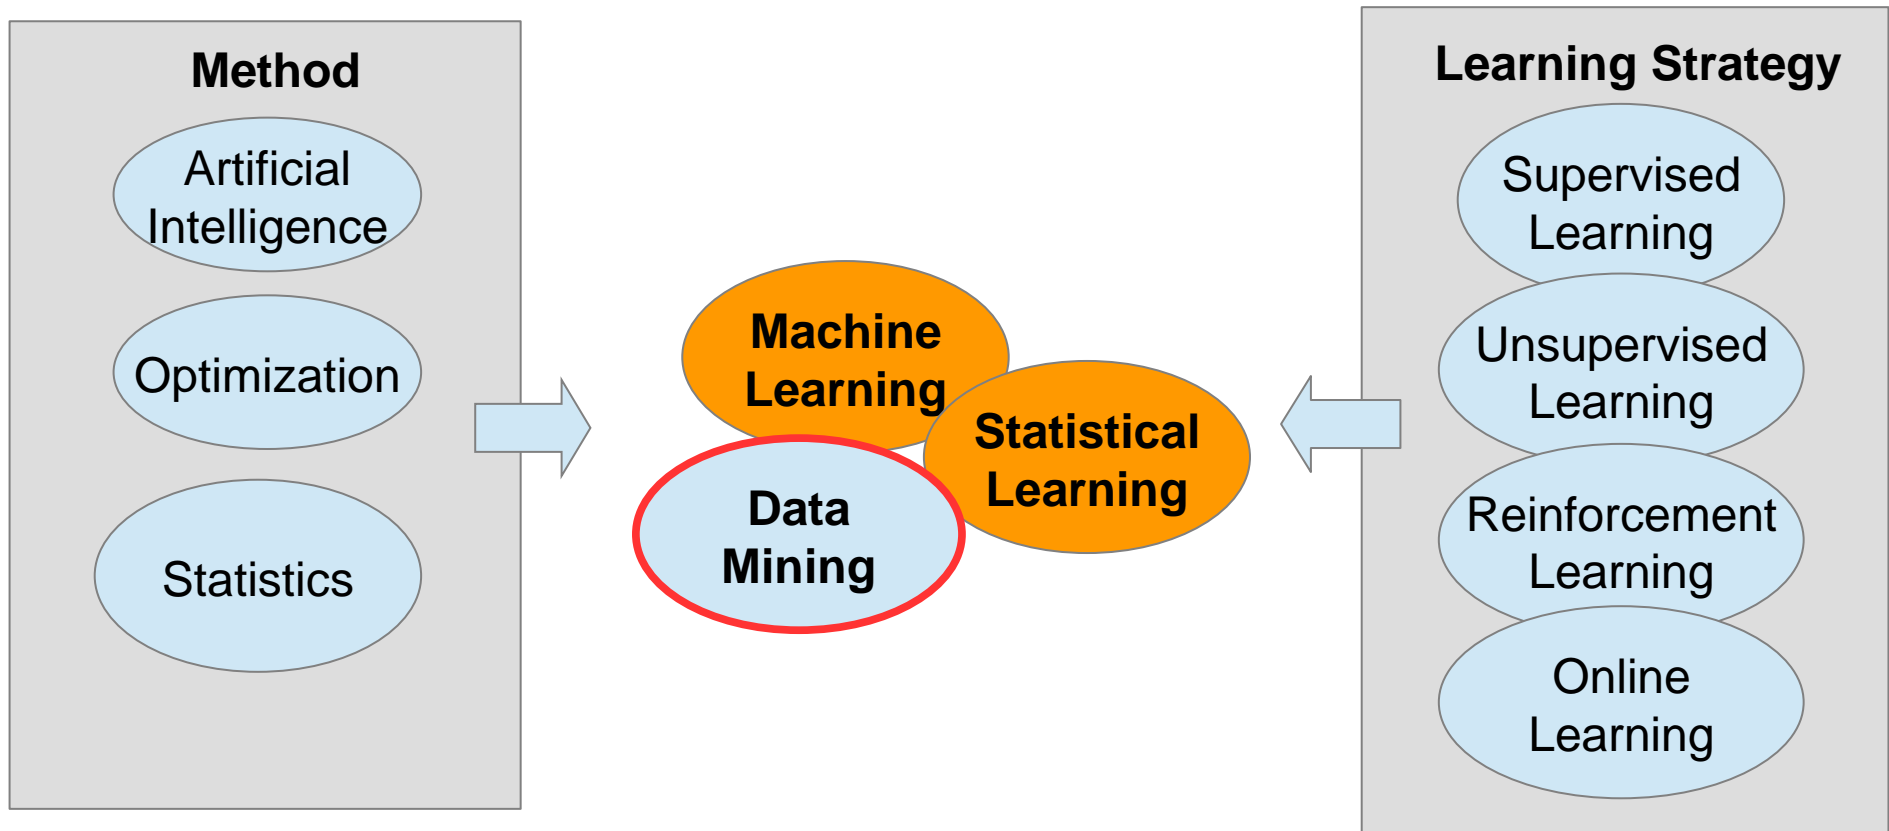 Method
Artificial
Intelligence
Optimization
Statistics
Machine
Learning
Statistical
Learning
Data
Mining
Learning Strategy
Supervised
Learning
Unsupervised
Learning
Reinforcement
Learning
Online
Learning